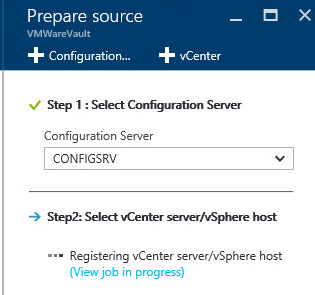 Prepare source
VMWareVault
Configuration... vCenter
Step 1 : Select Configuration Server
Configuration Server
CONFIGSRV
Step2: Select vCenter server/vSphere host
Registering vCenter server/vSphere host
(View job in progress)